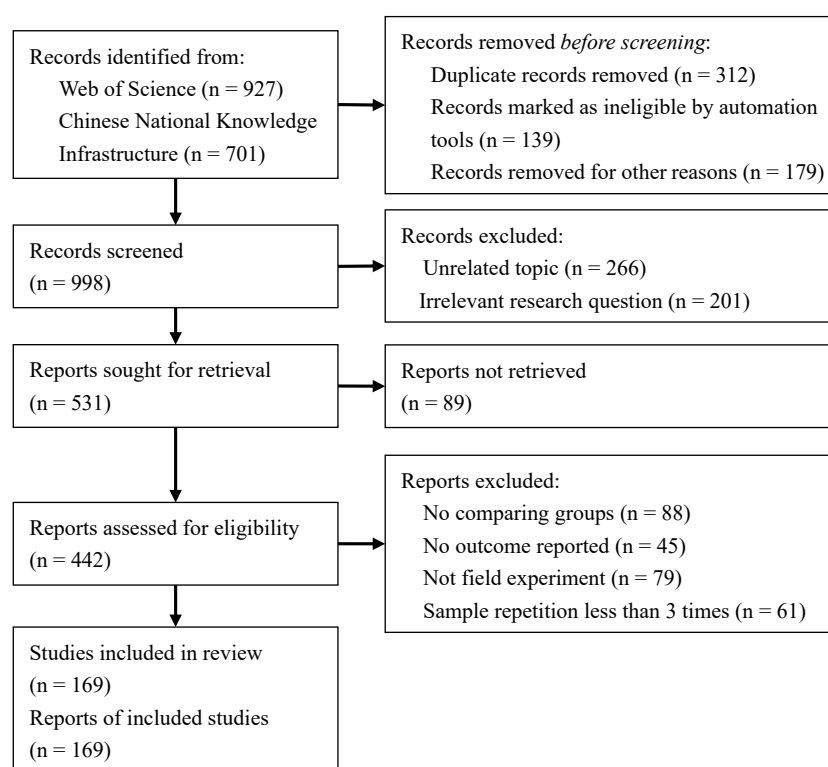 Records identified from:
Web of Science (n = 927)
Chinese National Knowledge
Infrastructure (n = 701)
Records removed before screening:
Duplicate records removed (n = 312)
Records marked as ineligible by automation
tools (n = 139)
Records removed for other reasons (n = 179)
Records screened
(n = 998)
Records excluded:
Unrelated topic (n = 266)
Irrelevant research question (n = 201)
Reports sought for retrieval
(n = 531)
Reports not retrieved
(n = 89)
Reports assessed for eligibility
(n = 442)
Reports excluded:
No comparing groups (n = 88)
No outcome reported (n = 45)
Not field experiment (n = 79)
Sample repetition less than 3 times (n = 61)
Studies included in review
(n = 169)
Reports of included studies
(n = 169)